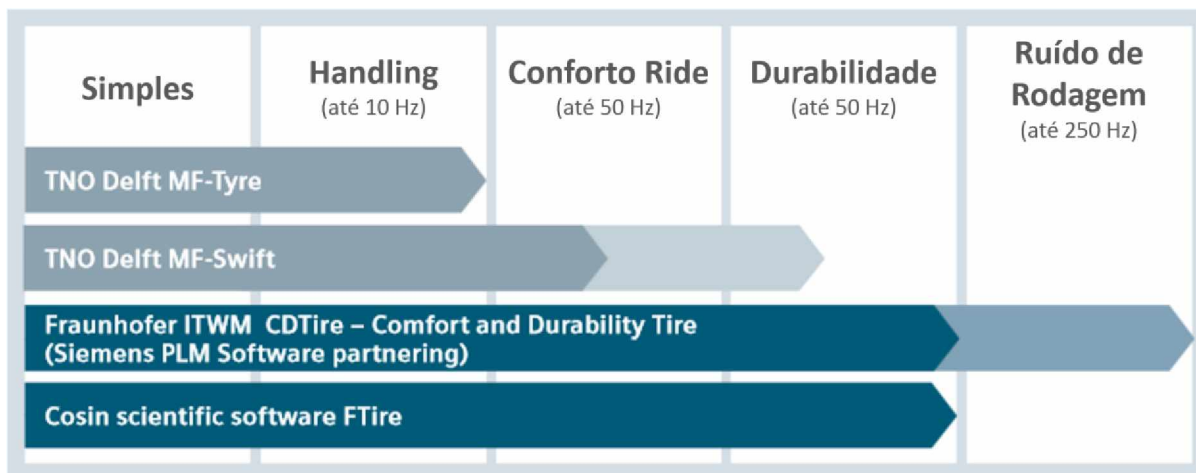 Simples
Handling
(até 10 Hz)
Conforto Ride
(até 50 Hz)
Durabilidade
(até 50 Hz)
Ruído de
Rodagem
(até 250 Hz)
TNO Delft MF-Tyre
TNO Delft MF-Swift
Fraunhofer ITWM CDTire – Comfort and Durability Tire
(Siemens PLM Software partnering)
Cosin scientific software FTire